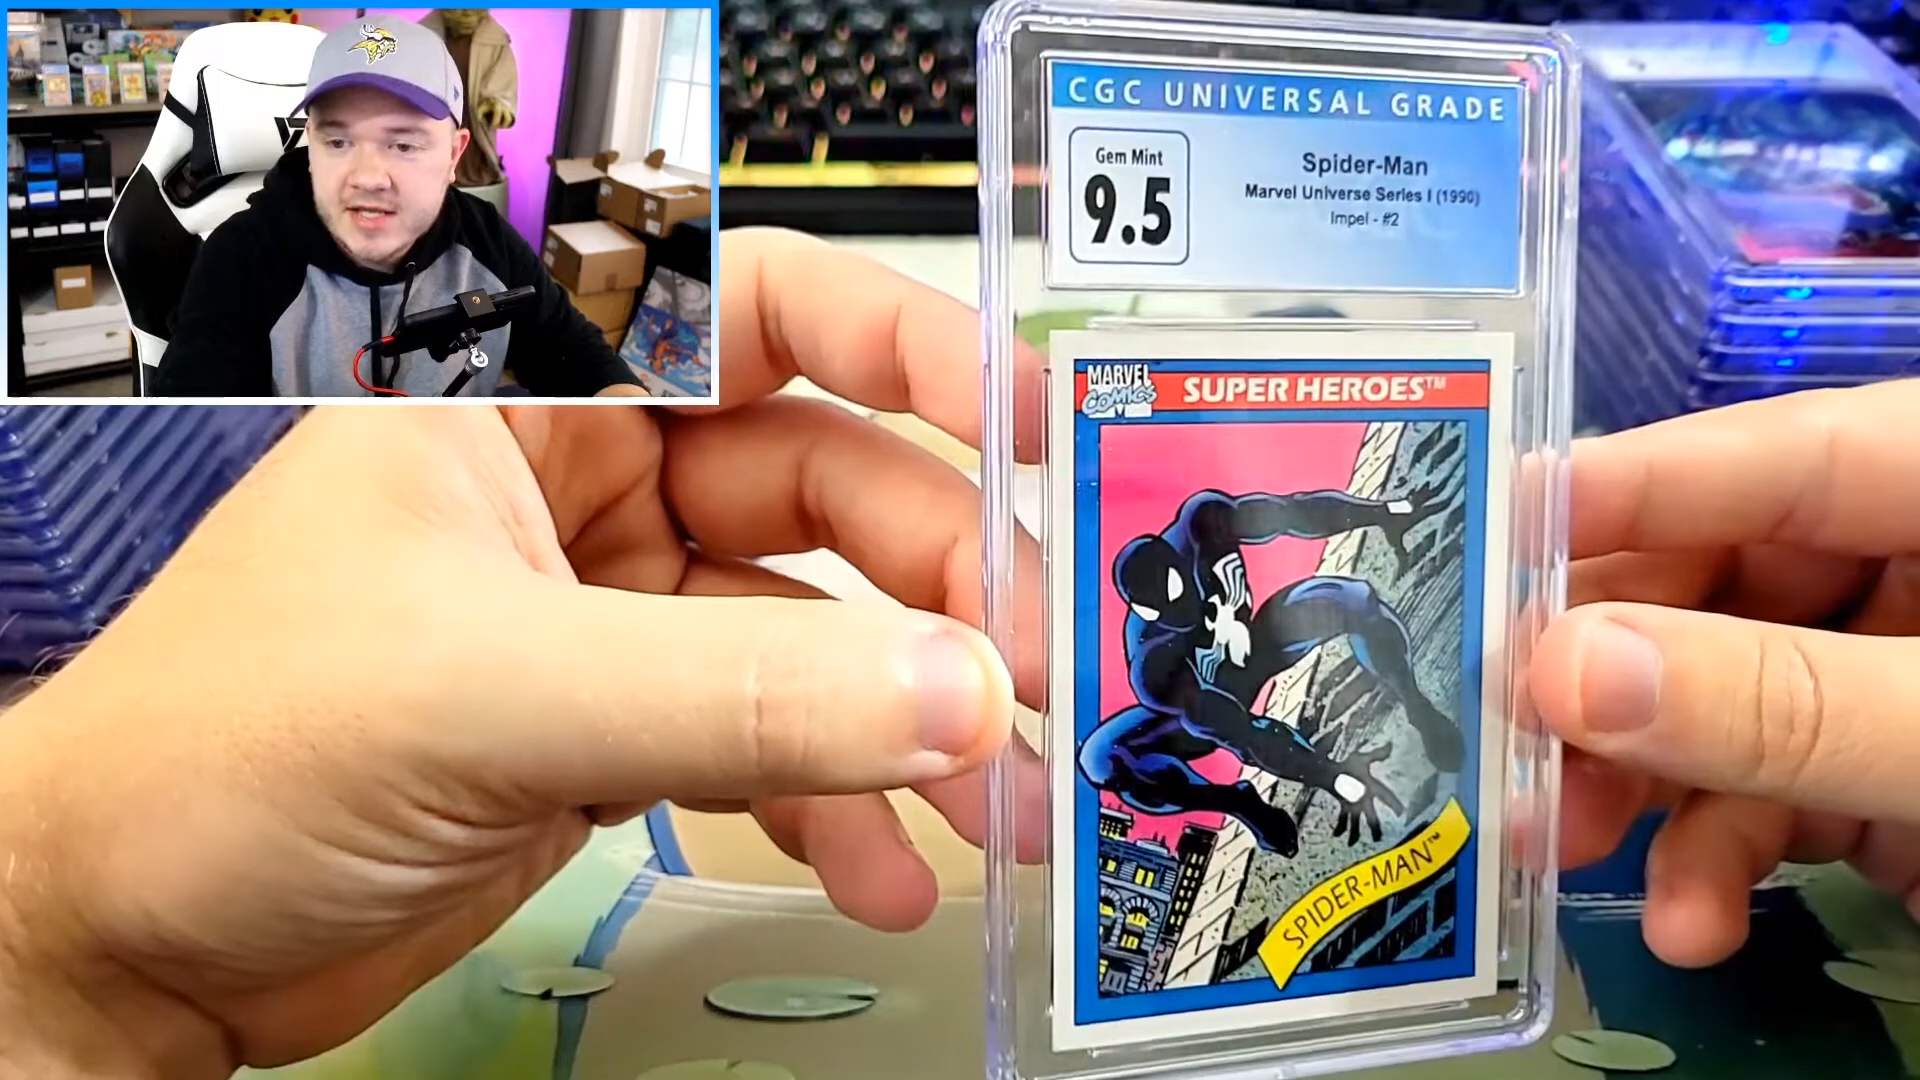 CGC UNIVERSAL GRADE
Gem Mint
9.5
Spider-Man
Marvel Universe Series I (1990)
Impel - #2
MARVEL
COMICS
SUPER HEROES™
SPIDER-MAN™